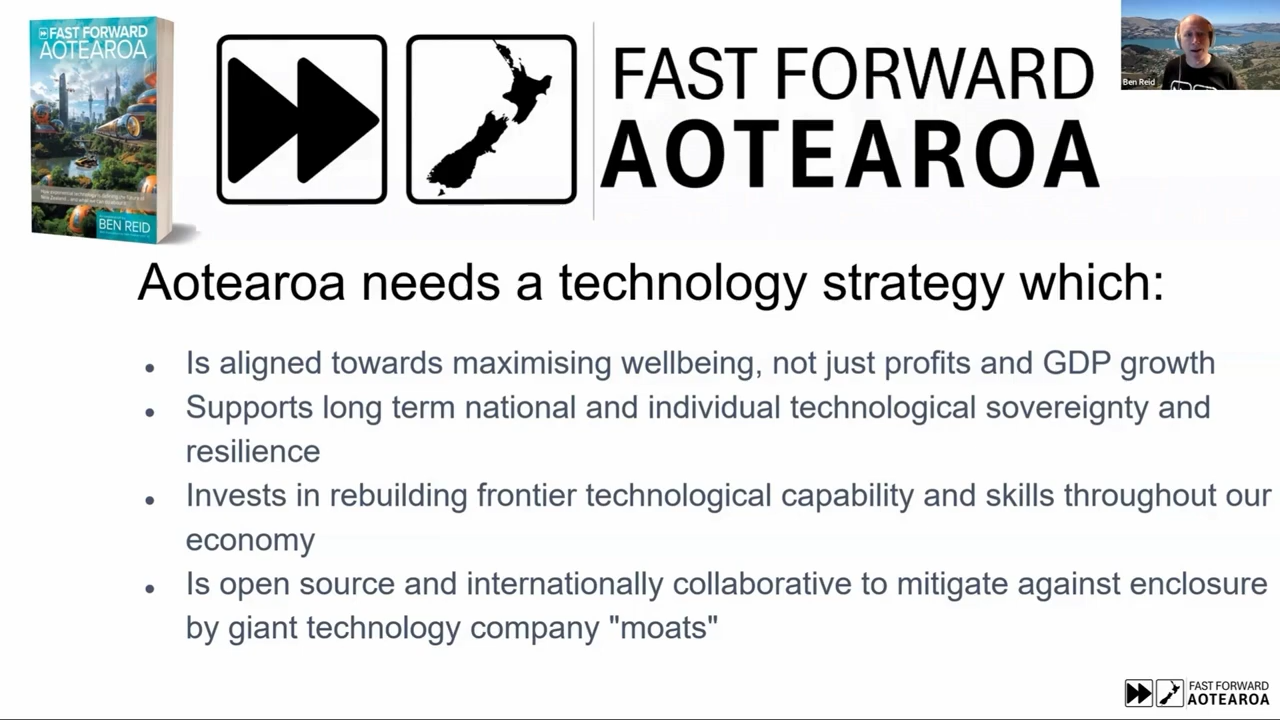 FAST FORWARD
AOTEAROA
BEN REID
FAST FORWARD
AOTEAROA
Ben Reid
Aotearoa needs a technology strategy which:
• Is aligned towards maximising wellbeing, not just profits and GDP growth
• Supports long term national and individual technological sovereignty and
resilience
• Invests in rebuilding frontier technological capability and skills throughout our
economy
• Is open source and internationally collaborative to mitigate against enclosure
by giant technology company "moats"
FAST FORWARD
AOTEAROA